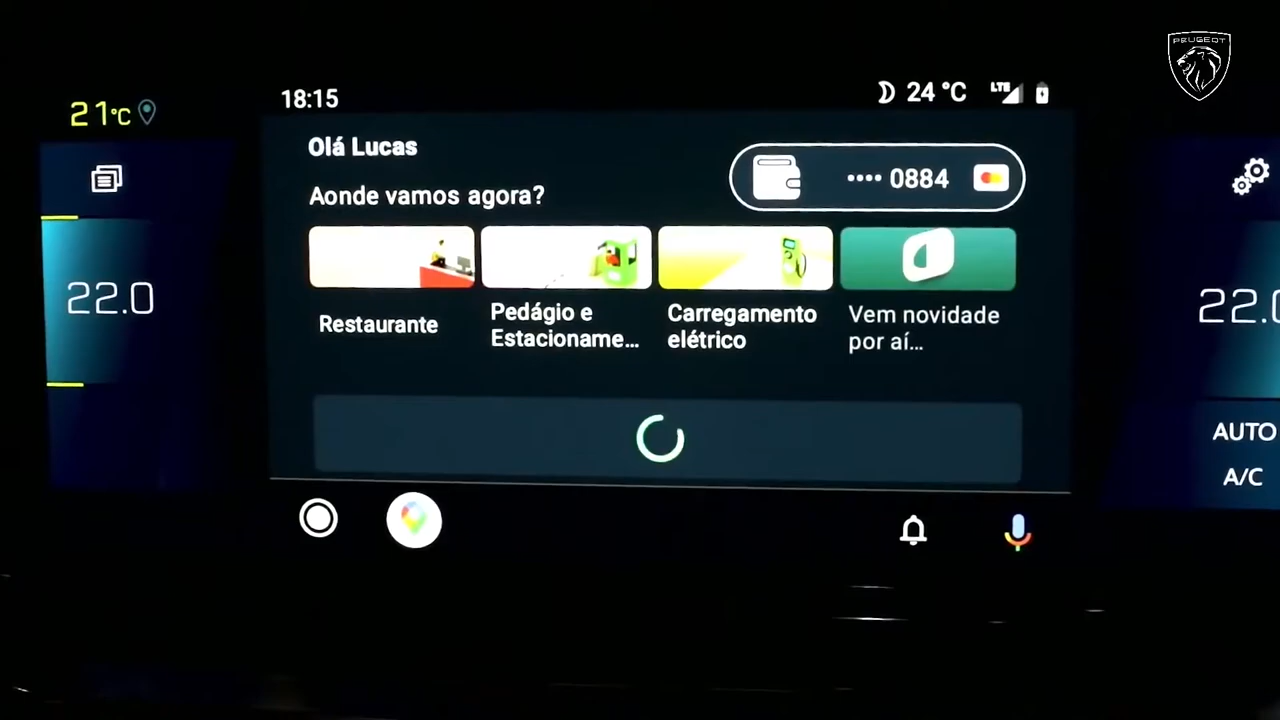 PEUGEOT
21°C
18:15
24 °C
LTE
Olá Lucas
•••• 0884
Aonde vamos agora?
Restaurante
Pedágio e
Estacioname…
Carregamento
elétrico
Vem novidade
por aí…
22.0
22.0
AUTO
A/C